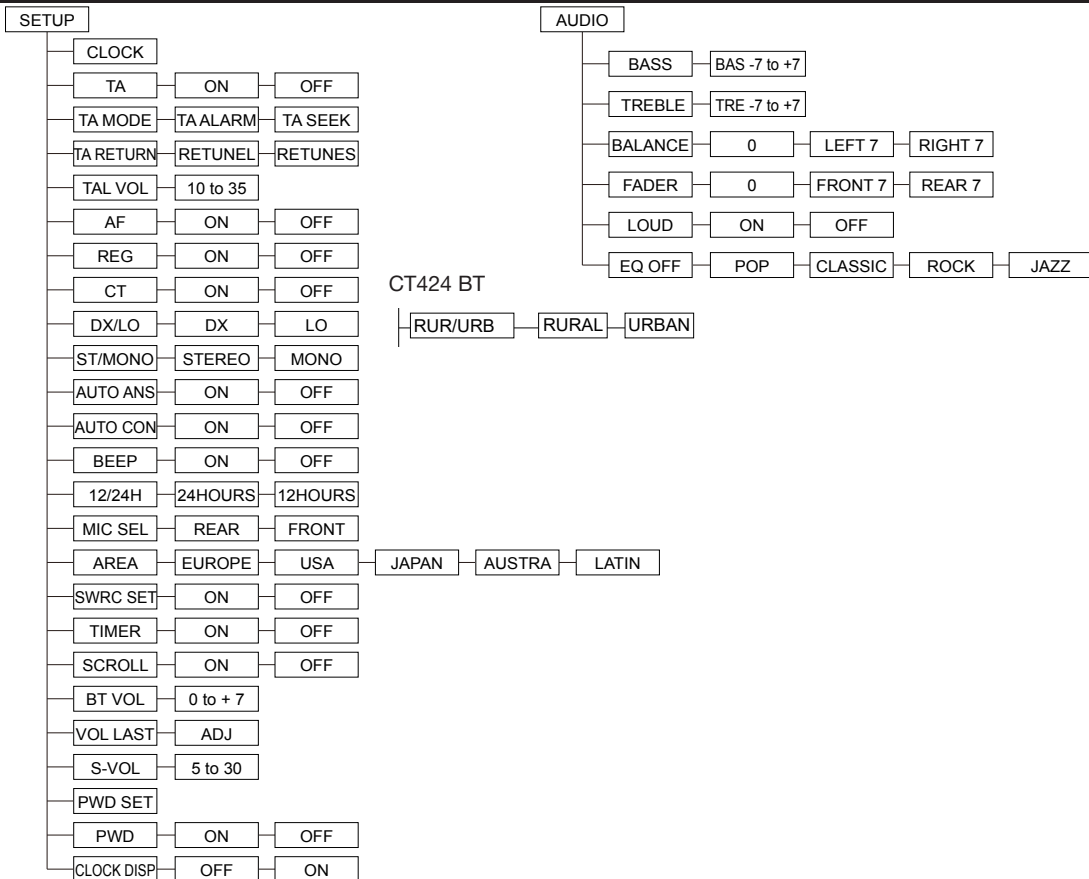 SETUP
CLOCK
TA ON OFF
TA MODE TA ALARM TA SEEK
TA RETURN RETUNEL RETUNES
TAL VOL 10 to 35
AF ON OFF
REG ON OFF
CT ON OFF
DX/LO DX LO
ST/MONO STEREO MONO
AUTO ANS ON OFF
AUTO CON ON OFF
BEEP ON OFF
12/24H 24HOURS 12HOURS
MIC SEL REAR FRONT
AREA EUROPE USA JAPAN AUSTRA LATIN
SWRC SET ON OFF
TIMER ON OFF
SCROLL ON OFF
BT VOL 0 to + 7
VOL LAST ADJ
S-VOL 5 to 30
PWD SET
PWD ON OFF
CLOCK DISP OFF ON
AUDIO
BASS BAS -7 to +7
TREBLE TRE -7 to +7
BALANCE 0 LEFT 7 RIGHT 7
FADER 0 FRONT 7 REAR 7
LOUD ON OFF
EQ OFF POP CLASSIC ROCK JAZZ
CT424 BT
RUR/URB RURAL URBAN